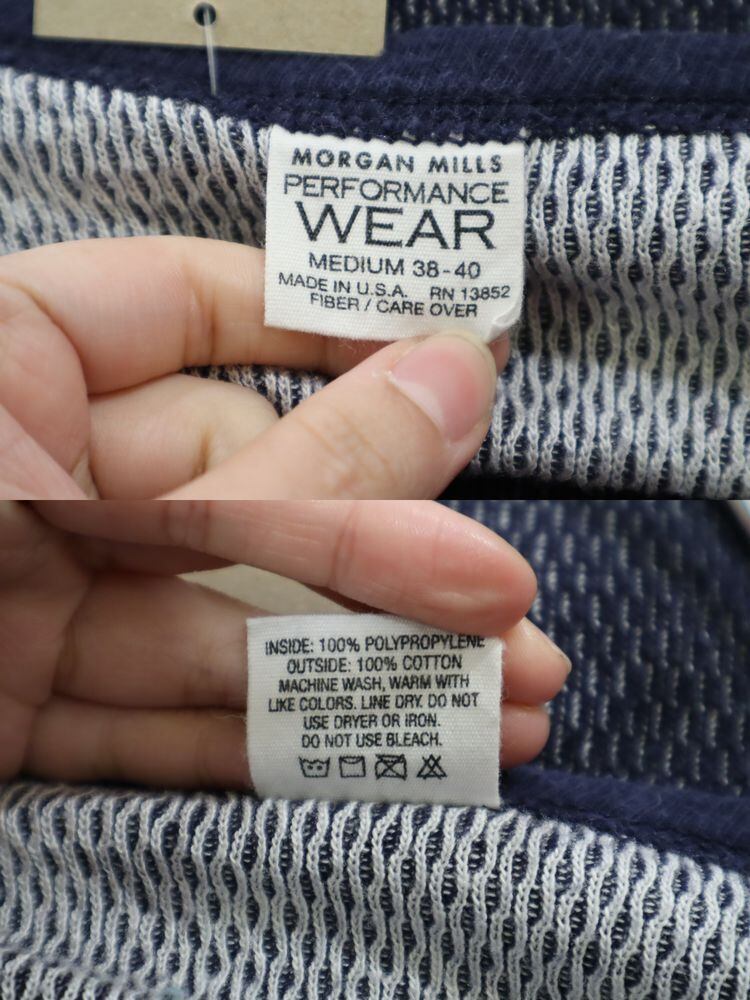 MORGAN MILLS
PERFORMANCE
WEAR
MEDIUM 38-40
MADE IN U.S.A. RN 13852
FIBER / CARE OVER
INSIDE: 100% POLYPROPYLENE
OUTSIDE: 100% COTTON
MACHINE WASH, WARM WITH
LIKE COLORS. LINE DRY. DO NOT
USE DRYER OR IRON.
DO NOT USE BLEACH.